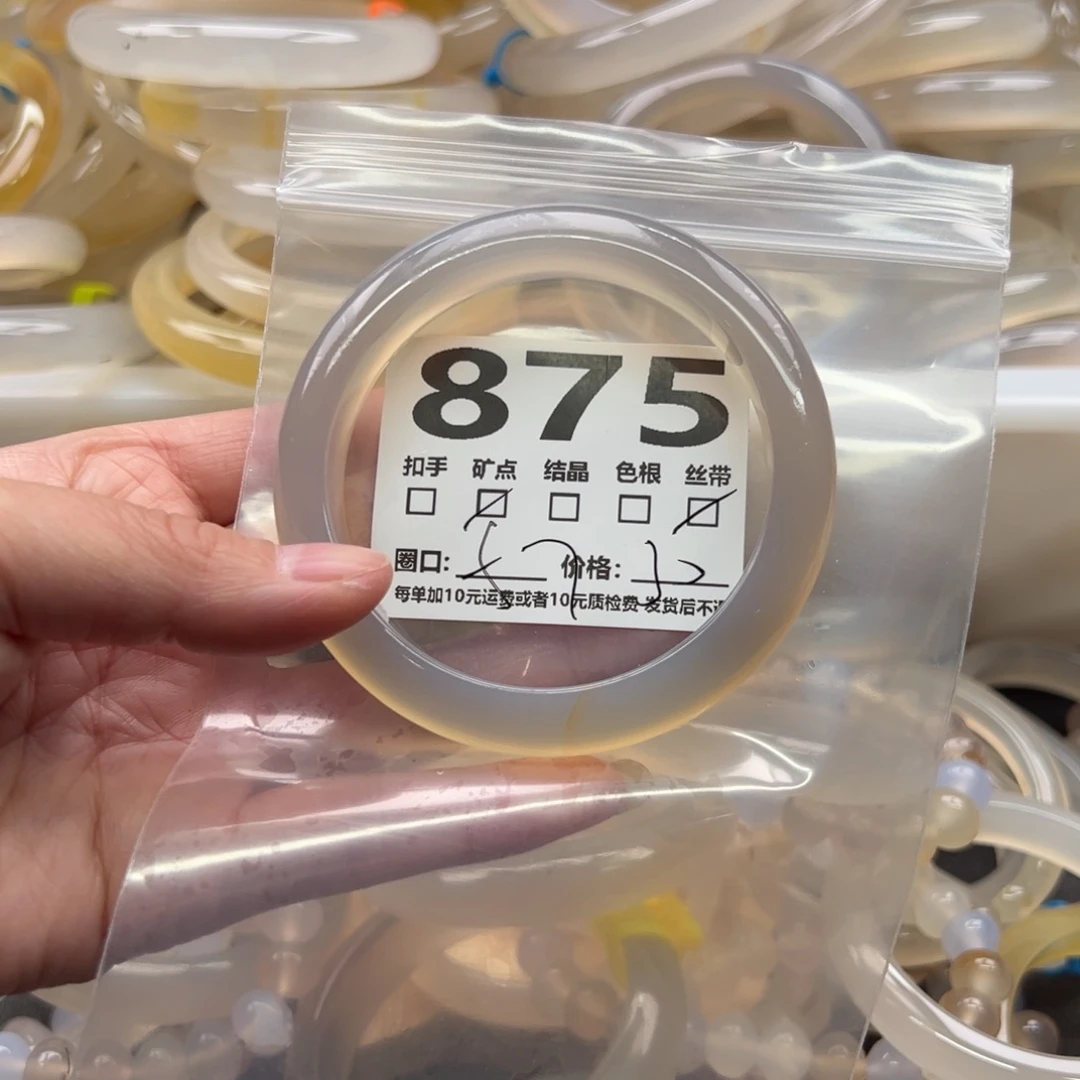 875
扣手 矿点 结晶 色根 丝带
圈口: 价格:
每单加10元运费或者10元质检费 发货后不